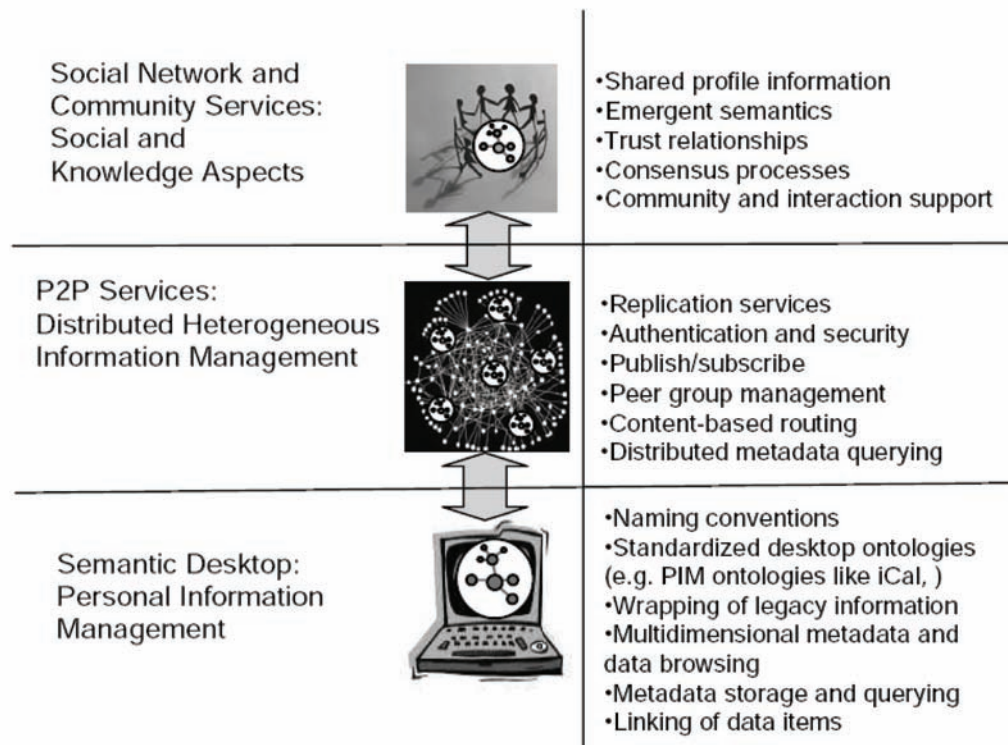 Social Network and
Community Services:
Social and
Knowledge Aspects
•Shared profile information
•Emergent semantics
•Trust relationships
•Consensus processes
•Community and interaction support
P2P Services:
Distributed Heterogeneous
Information Management
•Replication services
•Authentication and security
•Publish/subscribe
•Peer group management
•Content-based routing
•Distributed metadata querying
Semantic Desktop:
Personal Information
Management
•Naming conventions
•Standardized desktop ontologies
(e.g. PIM ontologies like iCal, )
•Wrapping of legacy information
•Multidimensional metadata and
data browsing
•Metadata storage and querying
•Linking of data items